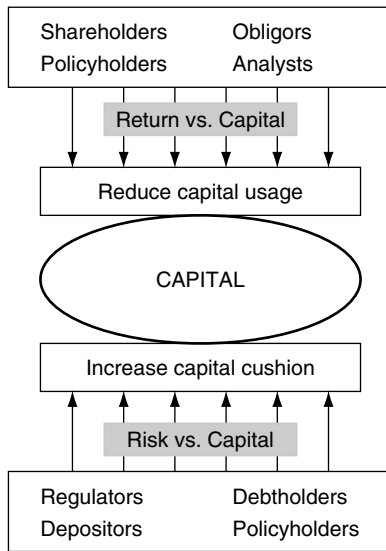 Shareholders Obligors
Policyholders Analysts
Return vs. Capital
Reduce capital usage
CAPITAL
Increase capital cushion
Risk vs. Capital
Regulators Debtholders
Depositors Policyholders